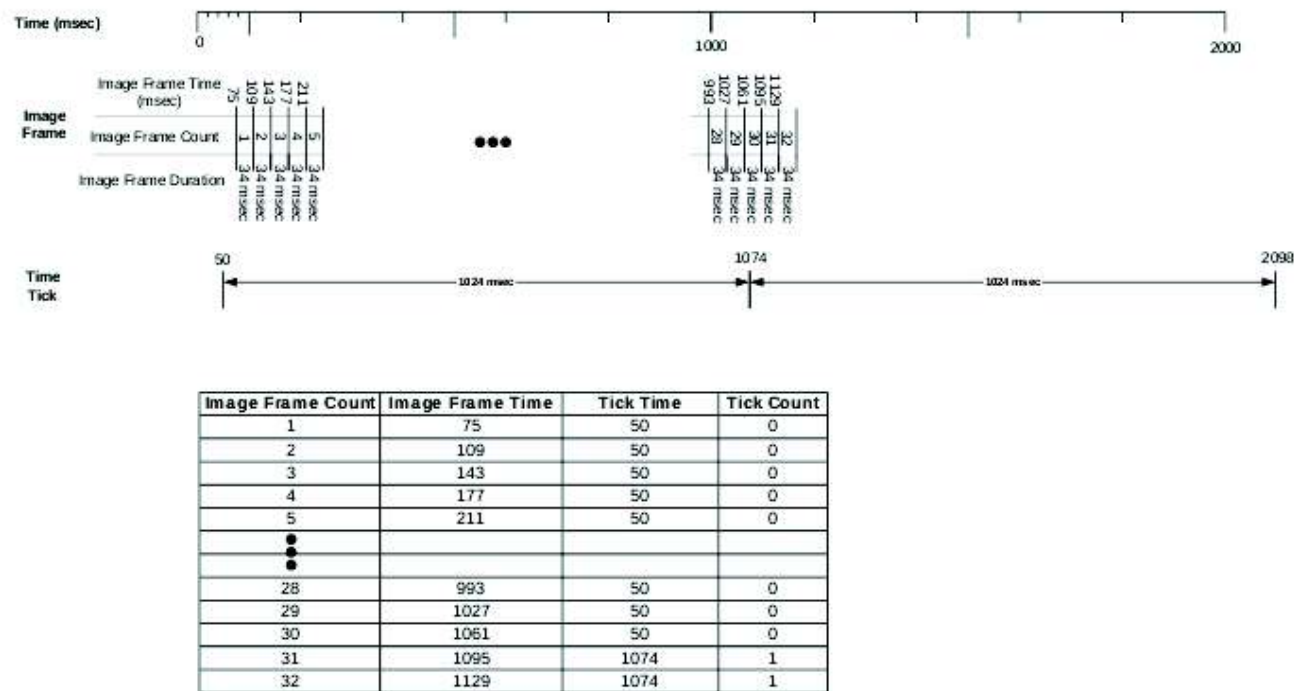 Time (msec)
0 1000 2000
Image Frame Time (msec)
75 109 143 177 211 993 1027 1061 1095 1129
Image Frame
Image Frame Count
1 2 3 4 5 28 29 30 31 32
Image Frame Duration
34 msec 34 msec 34 msec 34 msec 34 msec 34 msec 34 msec 34 msec 34 msec 34 msec
50 1074 2098
Time Tick
1024 msec 1024 msec
Image Frame Count Image Frame Time Tick Time Tick Count
1 75 50 0
2 109 50 0
3 143 50 0
4 177 50 0
5 211 50 0
28 993 50 0
29 1027 50 0
30 1061 50 0
31 1095 1074 1
32 1129 1074 1